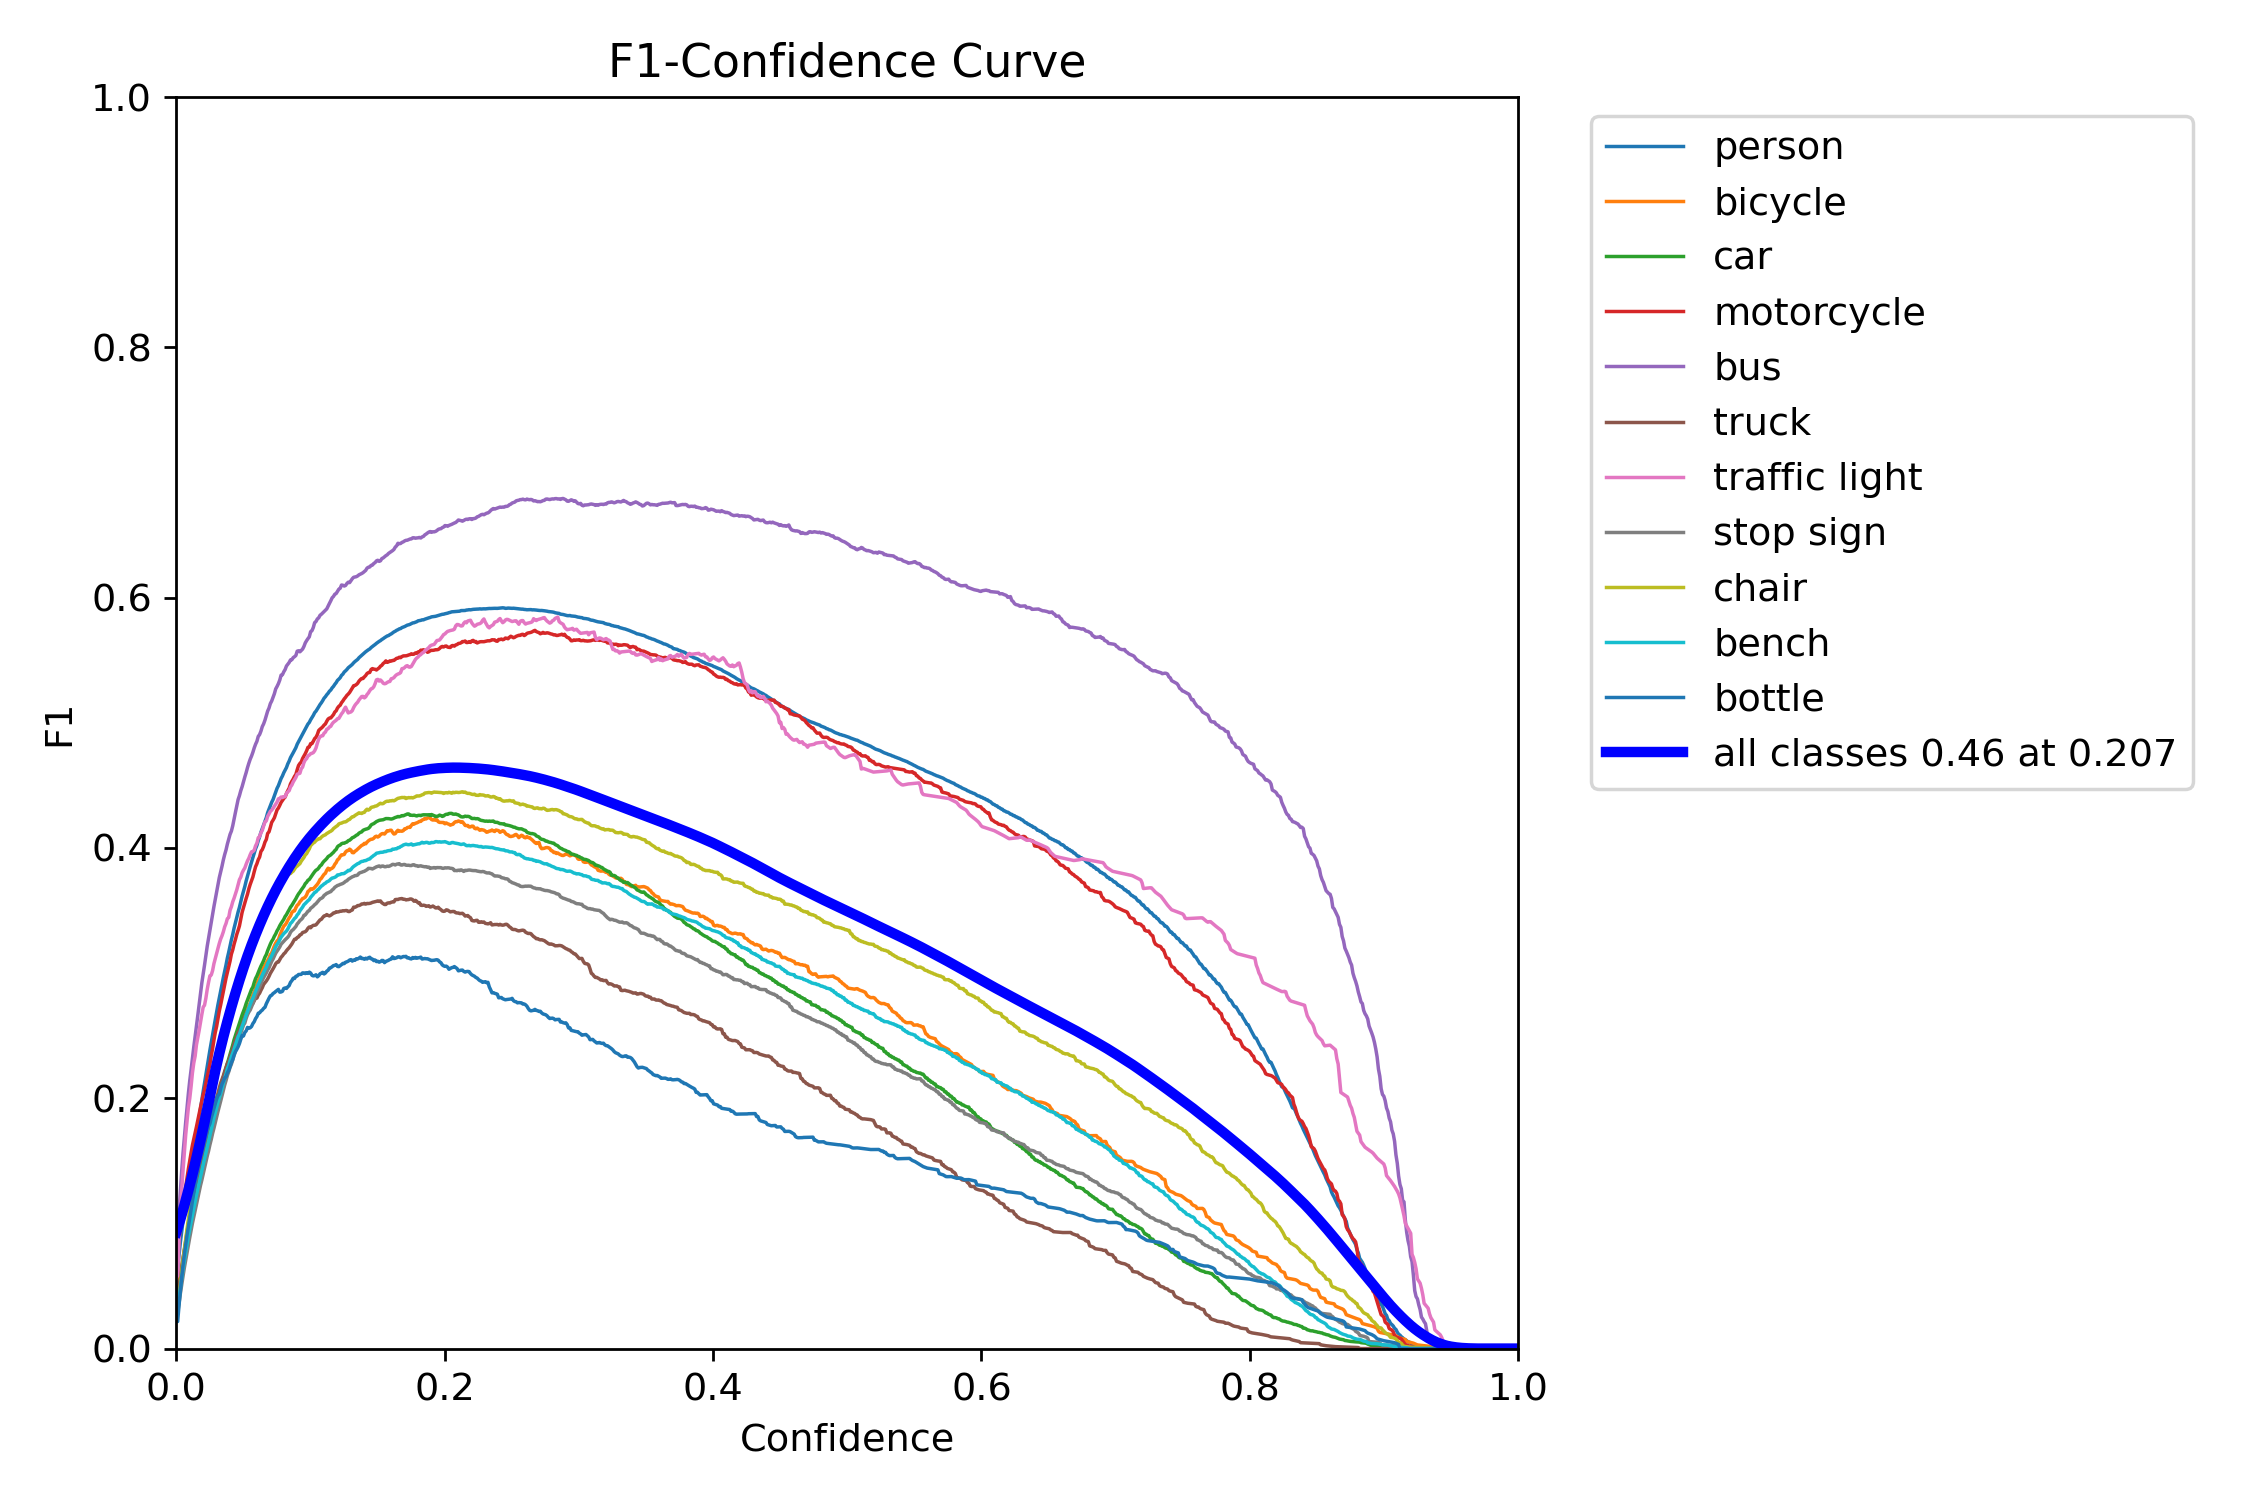 F1-Confidence Curve
1.0
0.8
0.6
0.4
0.2
0.0
F1
0.0 0.2 0.4 0.6 0.8 1.0
Confidence
person
bicycle
car
motorcycle
bus
truck
traffic light
stop sign
chair
bench
bottle
all classes 0.46 at 0.207